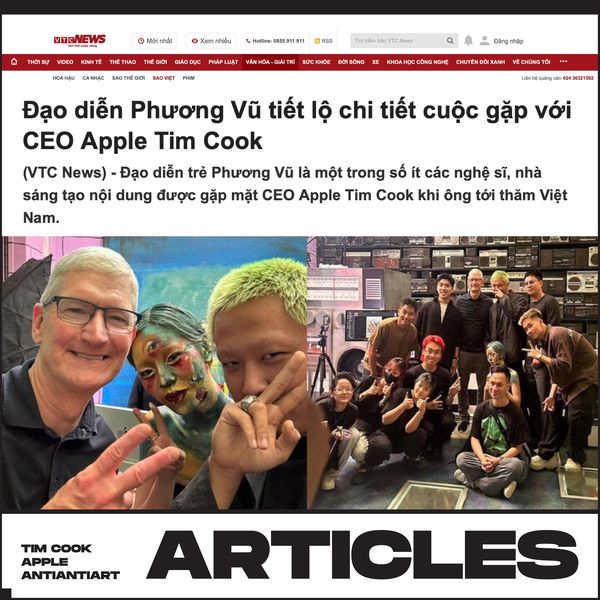 VTCNEWS
Tin tức cuộc sống
Mới nhất
Xem nhiều
Hotline: 0855 911 911
RSS
Tìm kiếm trên VTC News
Đăng nhập
THỜI SỰ VIDEO KINH TẾ THỂ THAO THẾ GIỚI GIÁO DỤC PHÁP LUẬT VĂN HÓA - GIẢI TRÍ SỨC KHỎE ĐỜI SỐNG XE KHOA HỌC CÔNG NGHỆ CHUYỂN ĐỔI XANH VỀ CHÚNG TÔI
HOA HẬU CA NHẠC SAO THẾ GIỚI SAO VIỆT PHIM
Liên hệ quảng cáo: 024 36321592
Đạo diễn Phương Vũ tiết lộ chi tiết cuộc gặp với
CEO Apple Tim Cook
(VTC News) - Đạo diễn trẻ Phương Vũ là một trong số ít các nghệ sĩ, nhà
sáng tạo nội dung được gặp mặt CEO Apple Tim Cook khi ông tới thăm Việt
Nam.
TIM COOK
APPLE
ANTIANTIART
ARTICLES